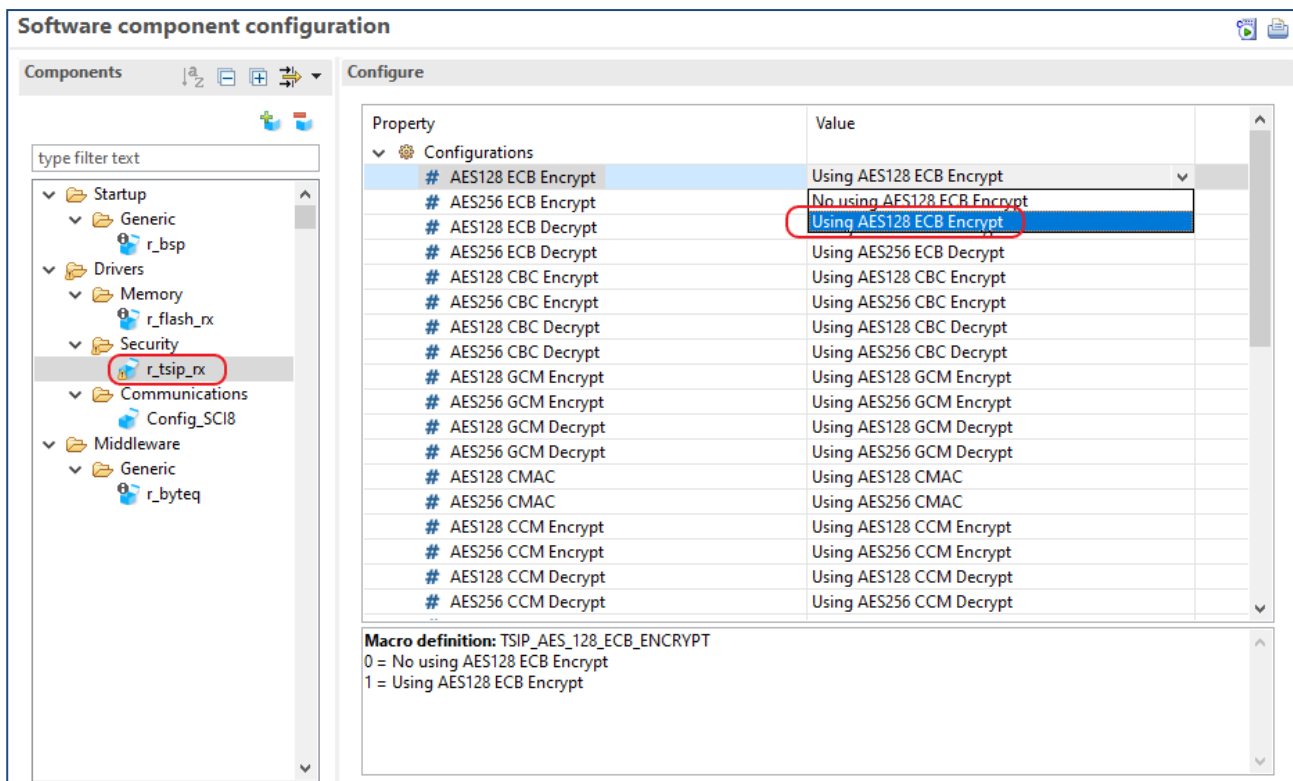 Software component configuration
Components
Configure
type filter text
Startup
Generic
r_bsp
Drivers
Memory
r_flash_rx
Security
r_tsip_rx
Communications
Config_SCI8
Middleware
Generic
r_byteq
Property Value
Configurations
# AES128 ECB Encrypt Using AES128 ECB Encrypt
No using AES128 ECB Encrypt
Using AES128 ECB Encrypt
# AES256 ECB Encrypt
# AES128 ECB Decrypt
# AES256 ECB Decrypt Using AES256 ECB Decrypt
# AES128 CBC Encrypt Using AES128 CBC Encrypt
# AES256 CBC Encrypt Using AES256 CBC Encrypt
# AES128 CBC Decrypt Using AES128 CBC Decrypt
# AES256 CBC Decrypt Using AES256 CBC Decrypt
# AES128 GCM Encrypt Using AES128 GCM Encrypt
# AES256 GCM Encrypt Using AES256 GCM Encrypt
# AES128 GCM Decrypt Using AES128 GCM Decrypt
# AES256 GCM Decrypt Using AES256 GCM Decrypt
# AES128 CMAC Using AES128 CMAC
# AES256 CMAC Using AES256 CMAC
# AES128 CCM Encrypt Using AES128 CCM Encrypt
# AES256 CCM Encrypt Using AES256 CCM Encrypt
# AES128 CCM Decrypt Using AES128 CCM Decrypt
# AES256 CCM Decrypt Using AES256 CCM Decrypt
Macro definition: TSIP_AES_128_ECB_ENCRYPT
0 = No using AES128 ECB Encrypt
1 = Using AES128 ECB Encrypt